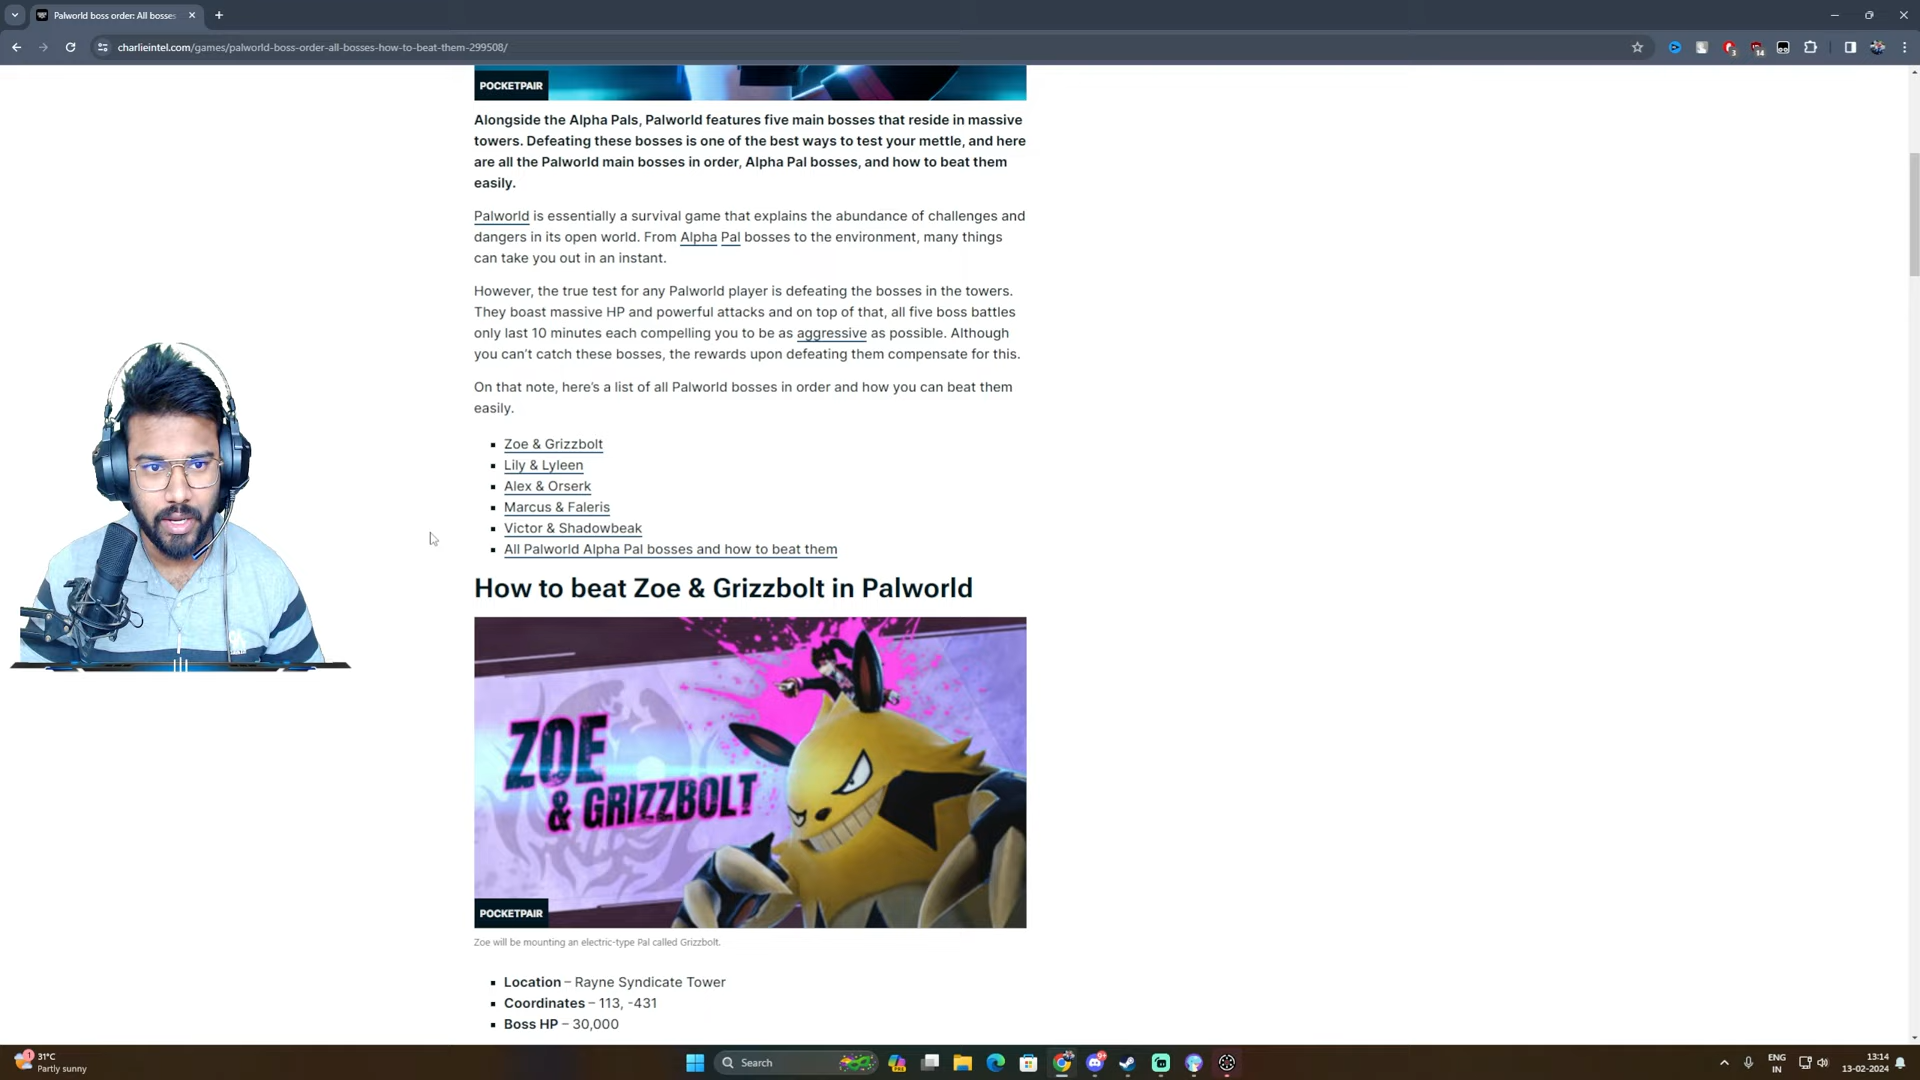 Palworld boss order: All bosses
charlieintel.com/games/palworld-boss-order-all-bosses-how-to-beat-them-299508/
POCKETPAIR
Alongside the Alpha Pals, Palworld features five main bosses that reside in massive
towers. Defeating these bosses is one of the best ways to test your mettle, and here
are all the Palworld main bosses in order, Alpha Pal bosses, and how to beat them
easily.
Palworld is essentially a survival game that explains the abundance of challenges and
dangers in its open world. From Alpha Pal bosses to the environment, many things
can take you out in an instant.
However, the true test for any Palworld player is defeating the bosses in the towers.
They boast massive HP and powerful attacks and on top of that, all five boss battles
only last 10 minutes each compelling you to be as aggressive as possible. Although
you can't catch these bosses, the rewards upon defeating them compensate for this.
On that note, here's a list of all Palworld bosses in order and how you can beat them
easily.
Zoe & Grizzbolt
Lily & Lyleen
Alex & Orserk
Marcus & Faleris
Victor & Shadowbeak
All Palworld Alpha Pal bosses and how to beat them
How to beat Zoe & Grizzbolt in Palworld
ZOE
& GRIZZBOLT
POCKETPAIR
Zoe will be mounting an electric-type Pal called Grizzbolt.
Location – Rayne Syndicate Tower
Coordinates – 113, -431
Boss HP – 30,000
31°C
Partly sunny
Search
ENG
IN
13:14
13-02-2024